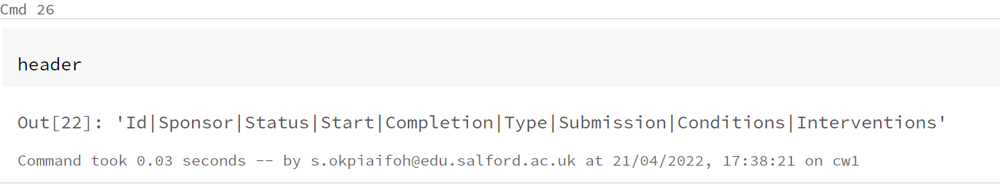 Cmd 26
header
Out[22]: 'Id|Sponsor|Status|Start|Completion|Type|Submission|Conditions|Interventions'
Command took 0.03 seconds -- by s.okpiaifoh@edu.salford.ac.uk at 21/04/2022, 17:38:21 on cw1